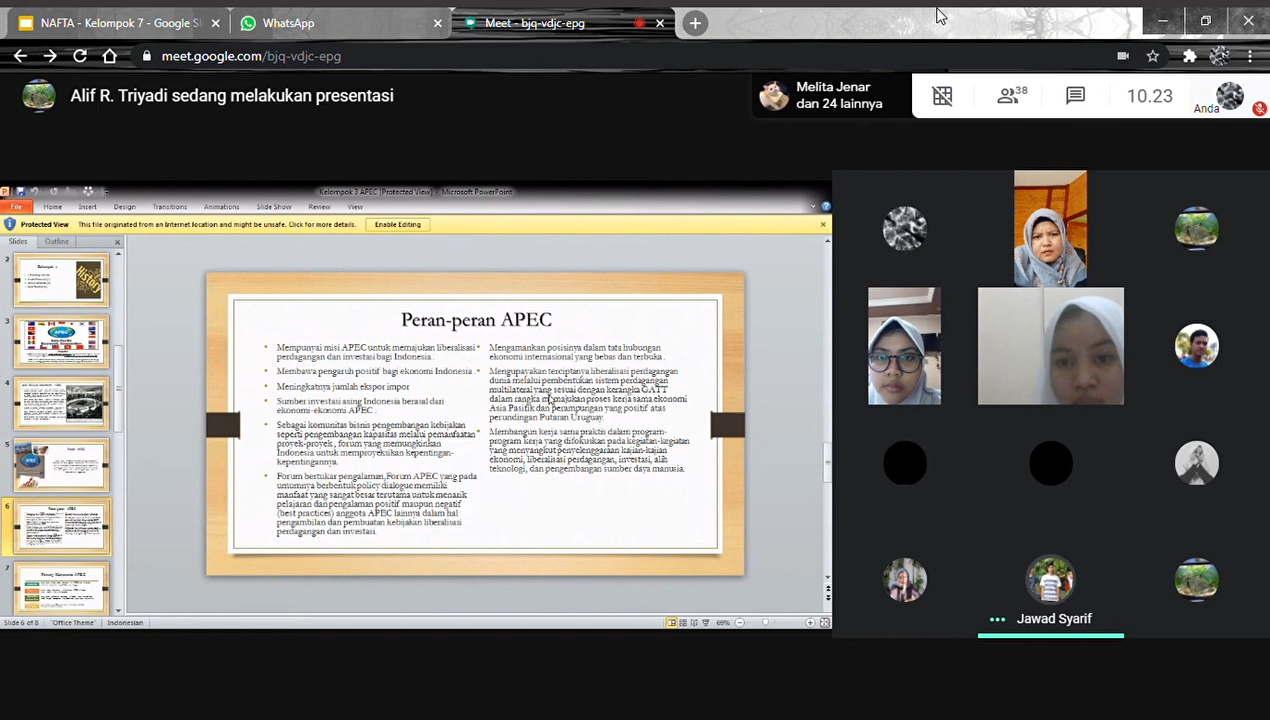 NAFTA - Kelompok 7 - Google Sl
WhatsApp
Meet - bjq-vdjc-epg
meet.google.com/bjq-vdjc-epg
Alif R. Triyadi sedang melakukan presentasi
Melita Jenar
dan 24 lainnya
38
10.23
Anda
Kelompok 3 APEC [Protected View] - Microsoft PowerPoint
File Home Insert Design Transitions Animations Slide Show Review View
Protected View This file originated from an Internet location and might be unsafe. Click for more details. Enable Editing
Slides Outline
2
History
3
APEC
4
5
6
7
Peran-peran APEC
• Mempunyai misi APEC untuk memajukan liberalisasi
perdagangan dan investasi bagi Indonesia .
• Membawa pengaruh positif bagi ekonomi Indonesia .
• Meningkatnya jumlah ekspor impor
• Sumber investasi asing Indonesia berasal dari
ekonomi-ekonomi APEC .
• Sebagai komunitas bisnis pengembangan kebijakan
seperti pengembangan kapasitas melalui pemanfaatan
proyek-proyek , forum yang memungkinkan
Indonesia untuk memproyeksikan kepentingan-
kepentingannya.
• Forum bertukar pengalaman,Forum APEC yang pada
umumnya berbentuk policy dialogue memiliki
manfaat yang sangat besar terutama untuk menarik
pelajaran dan pengalaman positif maupun negatif
(best practices) anggota APEC lainnya dalam hal
pengambilan dan pembuatan kebijakan liberalisasi
perdagangan dan investasi.
• Mengamankan posisinya dalam tata hubungan
ekonomi internasional yang bebas dan terbuka .
• Mengupayakan terciptanya liberalisasi perdagangan
dunia melalui pembentukan sistem perdagangan
multilateral yang sesuai dengan kerangka GATT
dalam rangka memajukan proses kerja sama ekonomi
Asia Pasifik dan perampungan yang positif atas
perundingan Putaran Uruguay.
• Membangun kerja sama praktis dalam program-
program kerja yang difokuskan pada kegiatan-kegiatan
yang menyangkut penyelenggaraan kajian-kajian
ekonomi, liberalisasi perdagangan, investasi, alih
teknologi, dan pengembangan sumber daya manusia.
Slide 6 of 8 "Office Theme" Indonesian
69%
Jawad Syarif